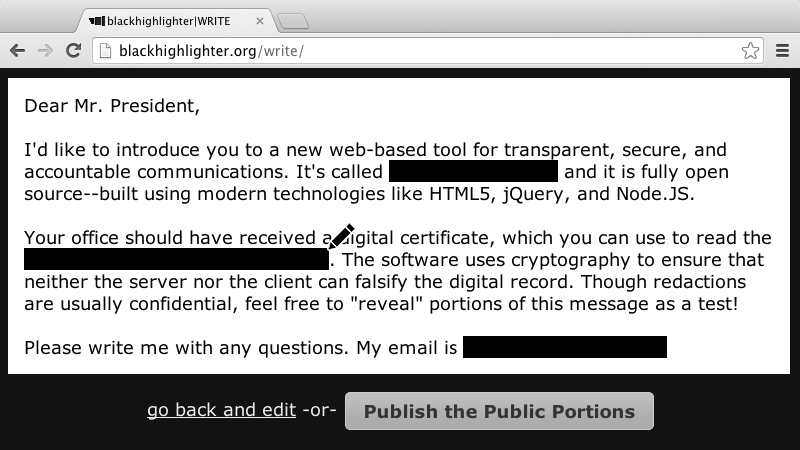 blackhighlighter|WRITE
blackhighlighter.org/write/
Dear Mr. President,
I'd like to introduce you to a new web-based tool for transparent, secure, and
accountable communications. It's called and it is fully open
source--built using modern technologies like HTML5, jQuery, and Node.JS.
Your office should have received a digital certificate, which you can use to read the
. The software uses cryptography to ensure that
neither the server nor the client can falsify the digital record. Though redactions
are usually confidential, feel free to "reveal" portions of this message as a test!
Please write me with any questions. My email is
go back and edit -or- Publish the Public Portions